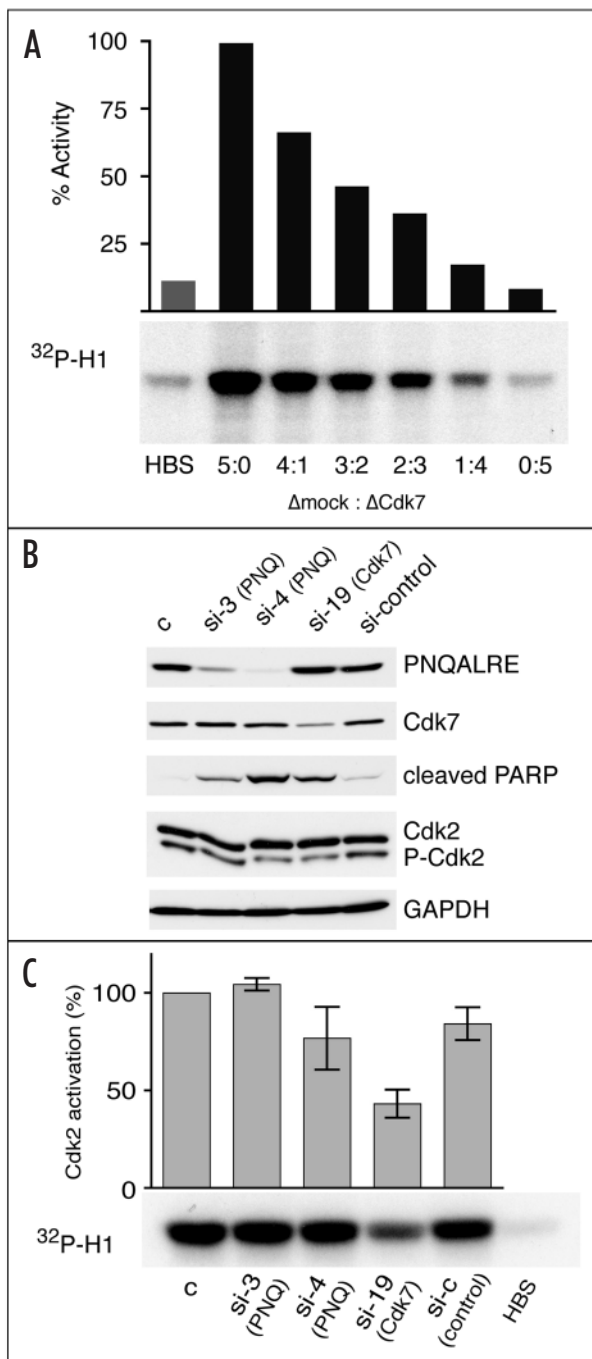 A
100
75
50
25
% Activity
³²P-H1
HBS 5:0 4:1 3:2 2:3 1:4 0:5
Δmock : ΔCdk7
B
c si-3 (PNQ) si-4 (PNQ) si-19 (Cdk7) si-control
PNQALRE
Cdk7
cleaved PARP
Cdk2
P-Cdk2
GAPDH
C
100
50
0
Cdk2 activation (%)
³²P-H1
c si-3 (PNQ) si-4 (PNQ) si-19 (Cdk7) si-c (control) HBS